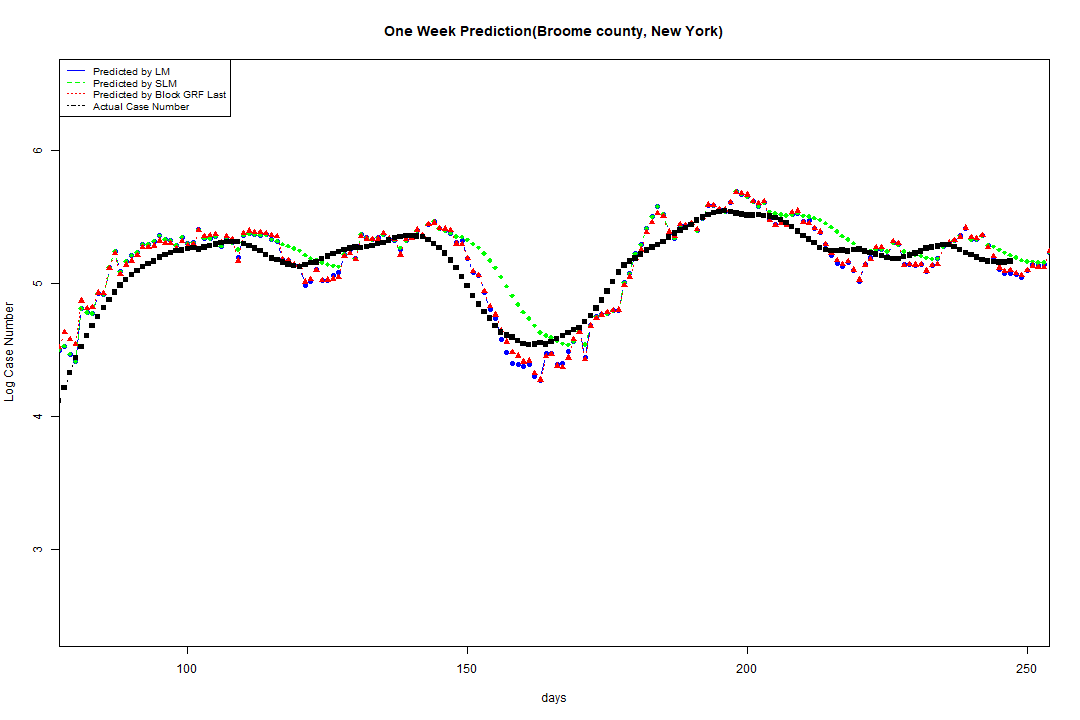 One Week Prediction(Broome county, New York)
Predicted by LM
Predicted by SLM
Predicted by Block GRF Last
Actual Case Number
6
5
4
3
Log Case Number
100 150 200 250
days